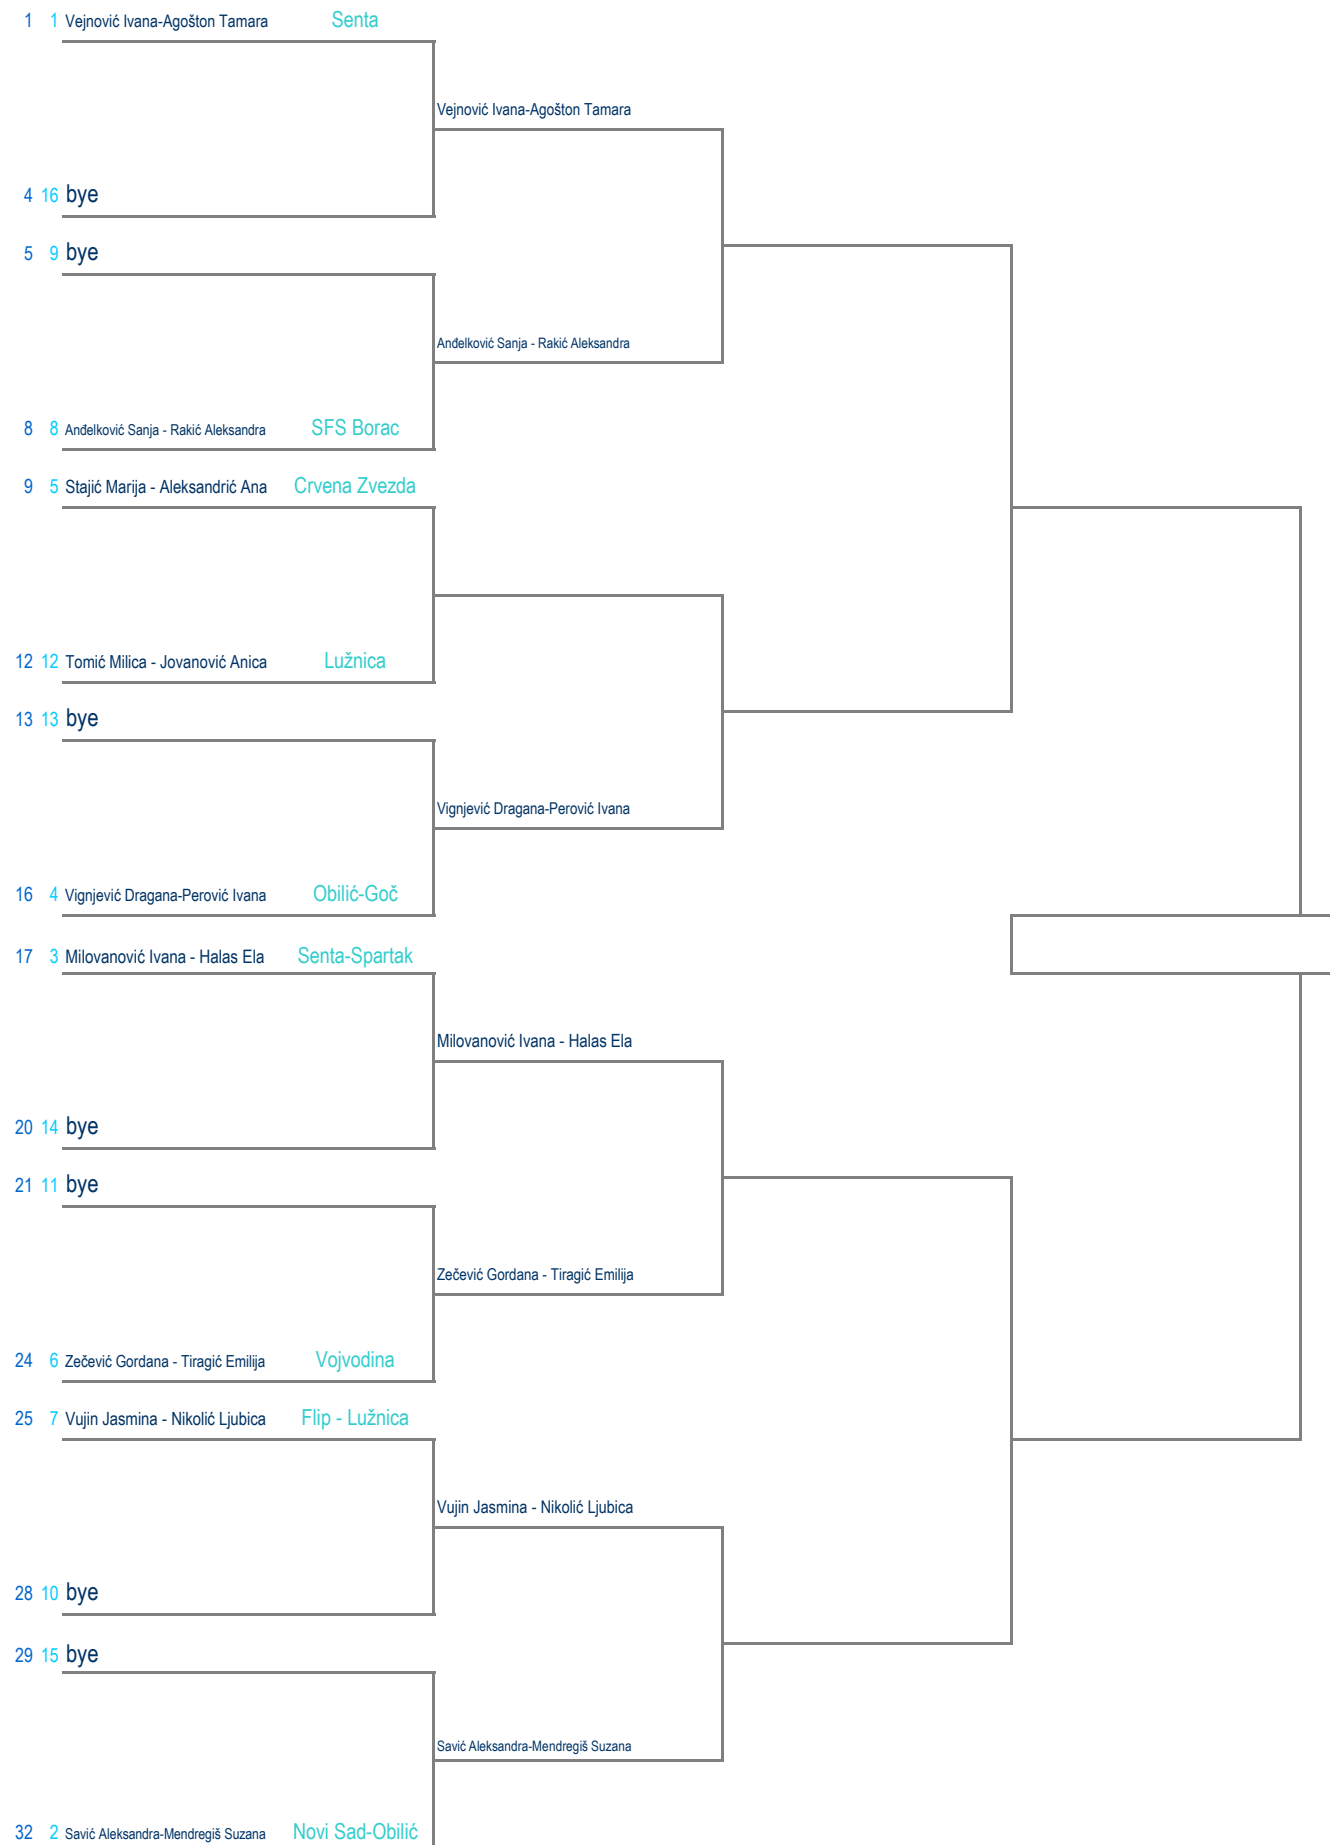 1 1 Vejnović Ivana-Agošton Tamara Senta
Vejnović Ivana-Agošton Tamara
4 16 bye
5 9 bye
Anđelković Sanja - Rakić Aleksandra
8 8 Anđelković Sanja - Rakić Aleksandra SFS Borac
9 5 Stajić Marija - Aleksandrić Ana Crvena Zvezda
12 12 Tomić Milica - Jovanović Anica Lužnica
13 13 bye
Vignjević Dragana-Perović Ivana
16 4 Vignjević Dragana-Perović Ivana Obilić-Goč
17 3 Milovanović Ivana - Halas Ela Senta-Spartak
Milovanović Ivana - Halas Ela
20 14 bye
21 11 bye
Zečević Gordana - Tiragić Emilija
24 6 Zečević Gordana - Tiragić Emilija Vojvodina
25 7 Vujin Jasmina - Nikolić Ljubica Flip - Lužnica
Vujin Jasmina - Nikolić Ljubica
28 10 bye
29 15 bye
Savić Aleksandra-Mendregiš Suzana
32 2 Savić Aleksandra-Mendregiš Suzana Novi Sad-Obilić